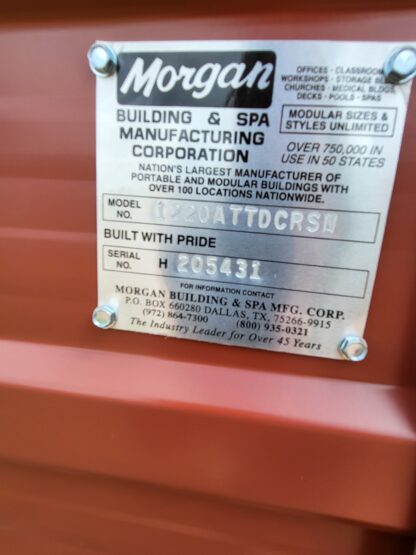 Morgan
BUILDING & SPA
MANUFACTURING
CORPORATION
OFFICES - CLASSROOM
WORKSHOPS - STORAGE BL
CHURCHES - MEDICAL BLDGS
DECKS - POOLS - SPAS
MODULAR SIZES &
STYLES UNLIMITED
OVER 750,000 IN
USE IN 50 STATES
NATION'S LARGEST MANUFACTURER OF
PORTABLE AND MODULAR BUILDINGS WITH
OVER 100 LOCATIONS NATIONWIDE.
MODEL
NO.
BUILT WITH PRIDE
SERIAL
NO.
H 205431
FOR INFORMATION CONTACT
MORGAN BUILDING & SPA MFG. CORP.
P.O. BOX 660280 DALLAS, TX, 75266-9915
(972) 864-7300 (800) 935-0321
The Industry Leader for Over 45 Years